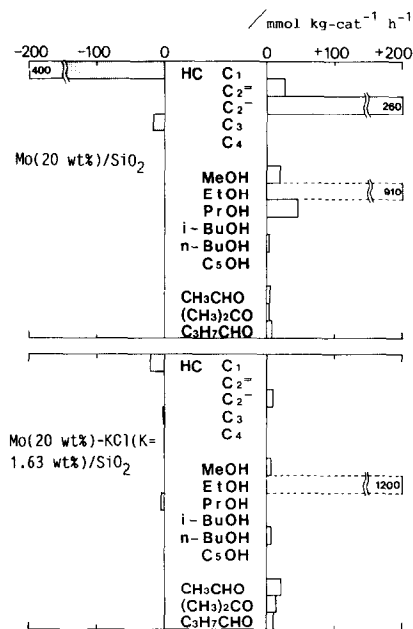 / mmol kg-cat⁻¹ h⁻¹
-200 -100 0 0 +100 +200
400 HC C₁
C₂⁼
C₂⁻ 260
C₃
C₄
Mo(20 wt%)/SiO₂
MeOH
EtOH 910
PrOH
i-BuOH
n-BuOH
C₅OH
CH₃CHO
(CH₃)₂CO
C₃H₇CHO
HC C₁
C₂⁼
C₂⁻
C₃
C₄
Mo(20 wt%)-KCl(K=
1.63 wt%)/SiO₂
MeOH
EtOH 1200
PrOH
i-BuOH
n-BuOH
C₅OH
CH₃CHO
(CH₃)₂CO
C₃H₇CHO